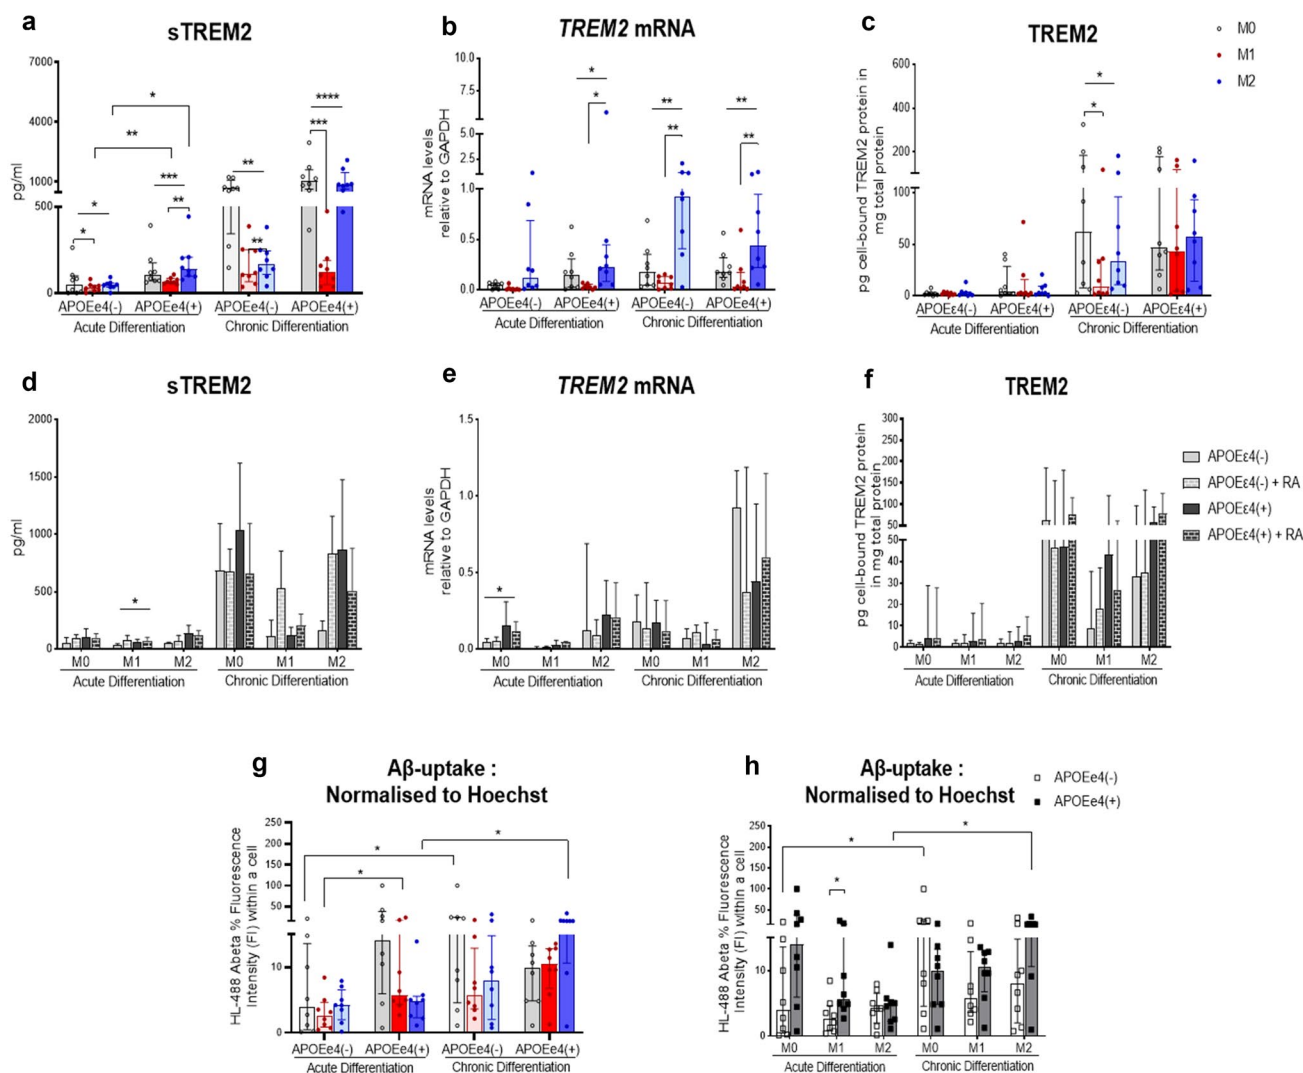 a
sTREM2
7000
4000
1000
500
0
pg/ml
*
**
*
*
***
**
**
**
****
***
APOEe4(-) APOEe4(+) APOEe4(-) APOEe4(+)
Acute Differentiation Chronic Differentiation
b
TREM2 mRNA
10.0
7.5
5.0
1.0
0.5
0.0
mRNA levels
relative to GAPDH
*
*
**
**
**
**
APOEe4(-) APOEe4(+) APOEe4(-) APOEe4(+)
Acute Differentiation Chronic Differentiation
c
TREM2
600
400
200
100
50
0
pg cell-bound TREM2 protein in
mg total protein
*
*
APOEε4(-) APOEε4(+) APOEε4(-) APOEε4(+)
Acute Differentiation Chronic Differentiation
M0
M1
M2
d
sTREM2
2000
1500
1000
500
0
pg/ml
*
M0 M1 M2 M0 M1 M2
Acute Differentiation Chronic Differentiation
e
TREM2 mRNA
1.5
1.0
0.5
0.0
mRNA levels
relative to GAPDH
*
M0 M1 M2 M0 M1 M2
Acute Differentiation Chronic Differentiation
f
TREM2
300
250
200
150
100
50
50
40
30
20
10
0
pg cell-bound TREM2 protein
in mg total protein
M0 M1 M2 M0 M1 M2
Acute Differentiation Chronic Differentiation
APOEε4(-)
APOEε4(-) + RA
APOEε4(+)
APOEε4(+) + RA
g
Aβ-uptake :
Normalised to Hoechst
250
200
150
100
50
10
0
HL-488 Abeta % Fluorescence
Intensity (FI) within a cell
*
*
*
APOEe4(-) APOEe4(+) APOEe4(-) APOEe4(+)
Acute Differentiation Chronic Differentiation
h
Aβ-uptake :
Normalised to Hoechst
250
200
150
100
50
10
0
HL-488 Abeta % Fluorescence
Intensity (FI) within a cell
*
*
*
M0 M1 M2 M0 M1 M2
Acute Differentiation Chronic Differentiation
APOEe4(-)
APOEe4(+)